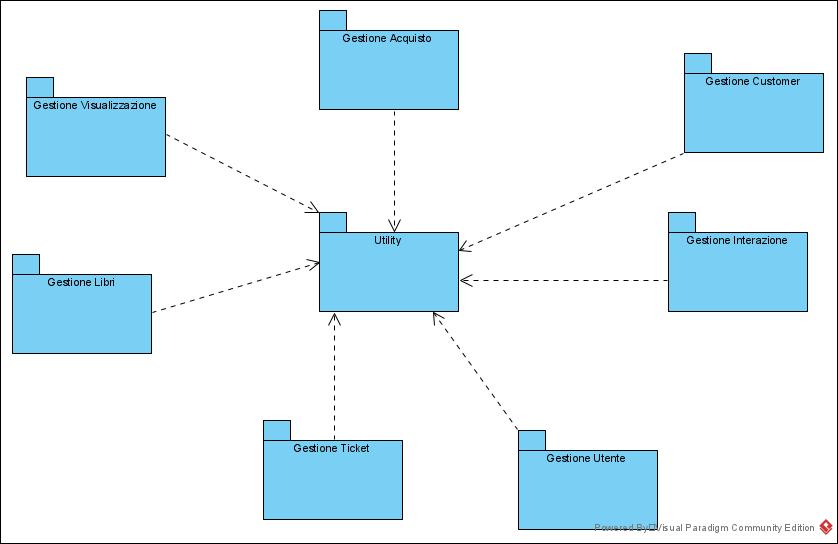 Gestione Acquisto
Gestione Customer
Gestione Visualizzazione
Utility
Gestione Interazione
Gestione Libri
Gestione Ticket
Gestione Utente
Powered By Visual Paradigm Community Edition